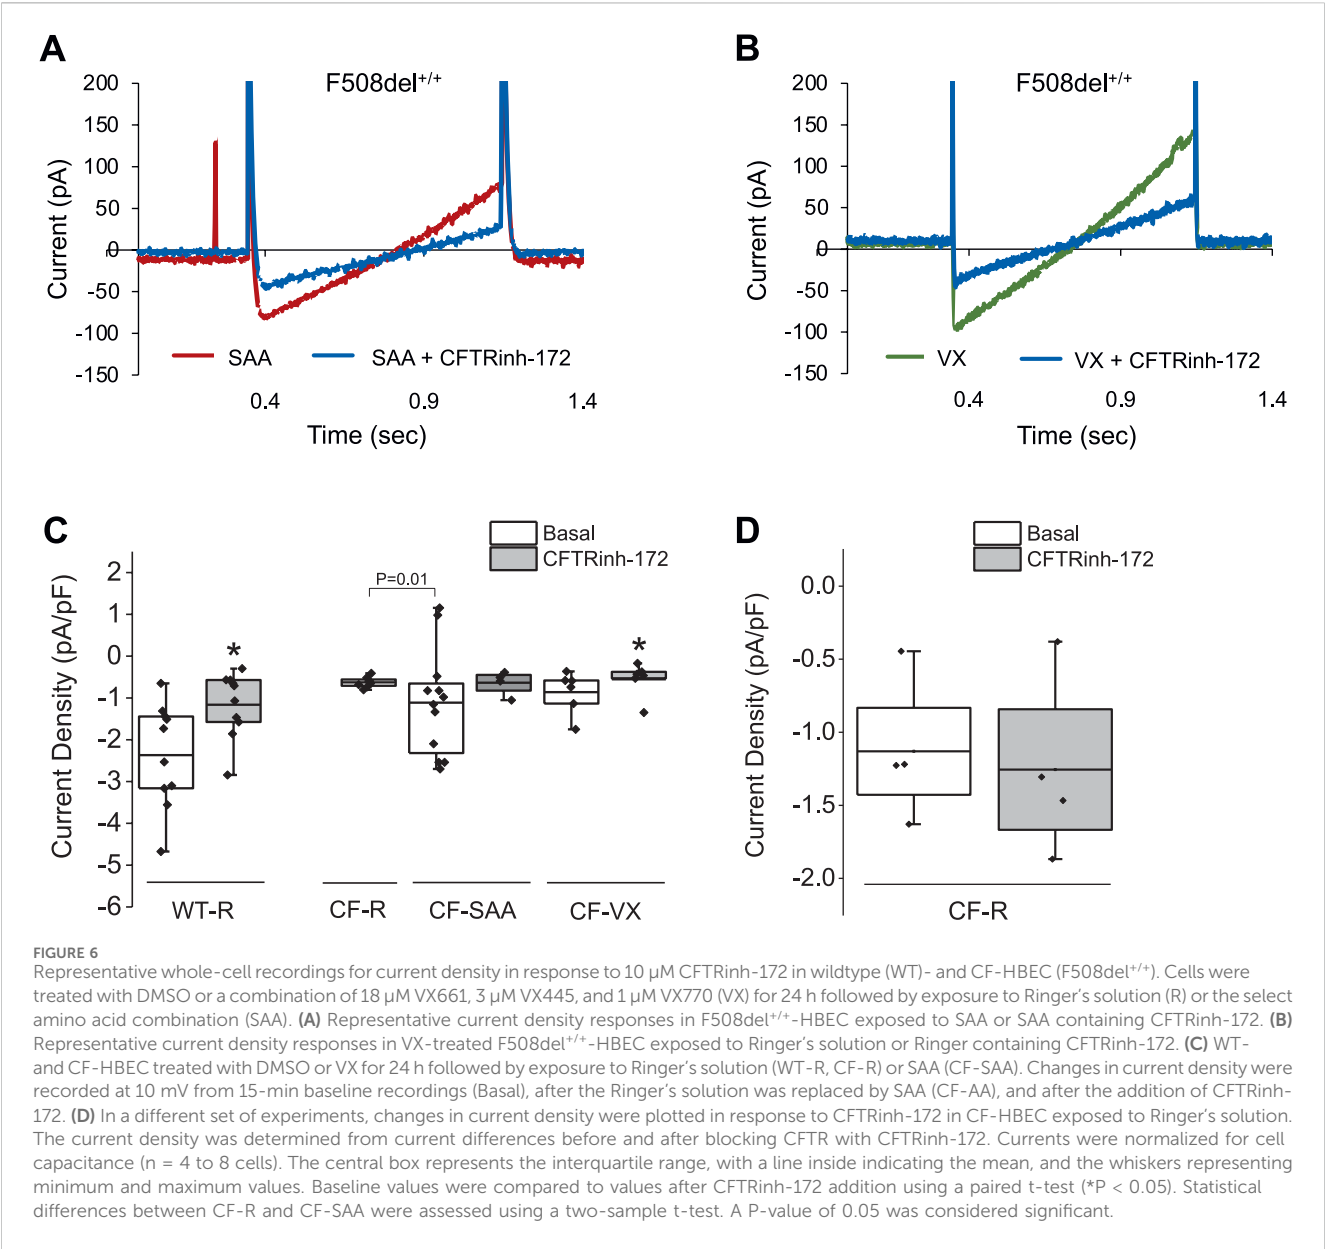 A
F508del+/+
200
150
100
50
0
-50
-100
-150
Current (pA)
SAA
SAA + CFTRinh-172
0.4
0.9
1.4
Time (sec)
B
F508del+/+
200
150
100
50
0
-50
-100
-150
Current (pA)
VX
VX + CFTRinh-172
0.4
0.9
1.4
Time (sec)
C
Basal
CFTRinh-172
2
1
0
-1
-2
-3
-4
-5
-6
Current Density (pA/pF)
*
P=0.01
*
WT-R
CF-R
CF-SAA
CF-VX
D
Basal
CFTRinh-172
0.0
-0.5
-1.0
-1.5
-2.0
Current Density (pA/pF)
CF-R
FIGURE 6
Representative whole-cell recordings for current density in response to 10 µM CFTRinh-172 in wildtype (WT)- and CF-HBEC (F508del+/+). Cells were
treated with DMSO or a combination of 18 µM VX661, 3 µM VX445, and 1 µM VX770 (VX) for 24 h followed by exposure to Ringer's solution (R) or the select
amino acid combination (SAA). (A) Representative current density responses in F508del+/+-HBEC exposed to SAA or SAA containing CFTRinh-172. (B)
Representative current density responses in VX-treated F508del+/+-HBEC exposed to Ringer's solution or Ringer containing CFTRinh-172. (C) WT-
and CF-HBEC treated with DMSO or VX for 24 h followed by exposure to Ringer's solution (WT-R, CF-R) or SAA (CF-SAA). Changes in current density were
recorded at 10 mV from 15-min baseline recordings (Basal), after the Ringer's solution was replaced by SAA (CF-AA), and after the addition of CFTRinh-
172. (D) In a different set of experiments, changes in current density were plotted in response to CFTRinh-172 in CF-HBEC exposed to Ringer's solution.
The current density was determined from current differences before and after blocking CFTR with CFTRinh-172. Currents were normalized for cell
capacitance (n = 4 to 8 cells). The central box represents the interquartile range, with a line inside indicating the mean, and the whiskers representing
minimum and maximum values. Baseline values were compared to values after CFTRinh-172 addition using a paired t-test (*P < 0.05). Statistical
differences between CF-R and CF-SAA were assessed using a two-sample t-test. A P-value of 0.05 was considered significant.